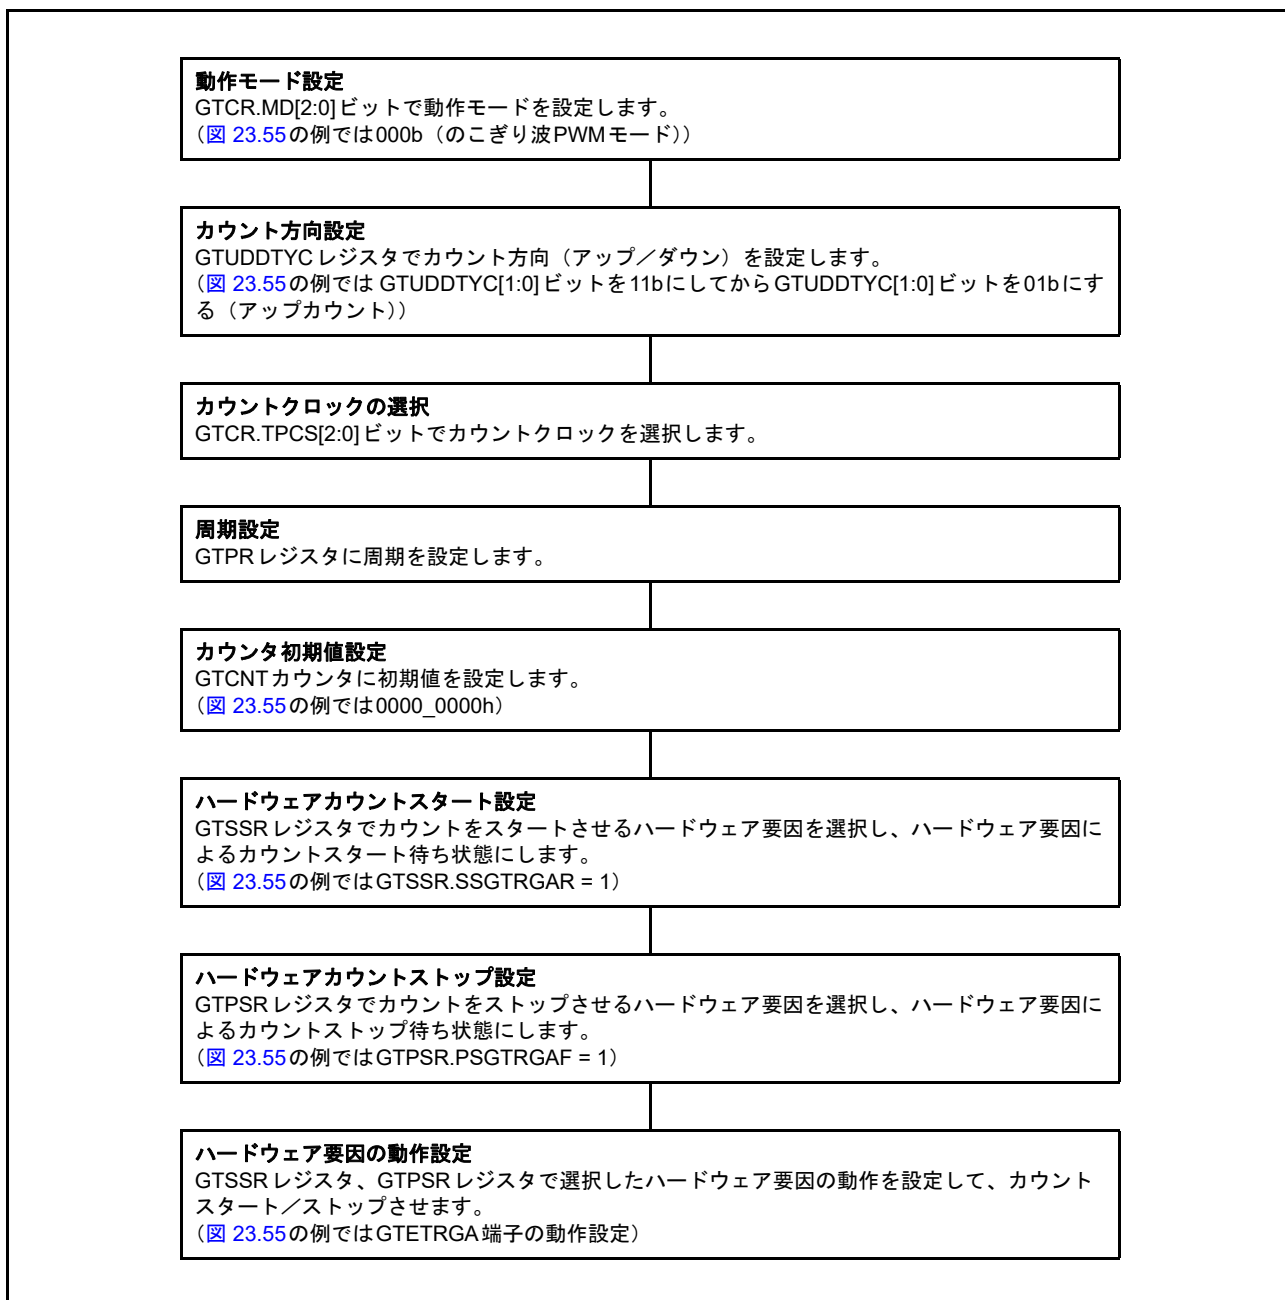 動作モード設定
GTCR.MD[2:0]ビットで動作モードを設定します。
（図 23.55の例では000b（のこぎり波PWMモード））
カウント方向設定
GTUDDTYCレジスタでカウント方向（アップ／ダウン）を設定します。
（図 23.55の例では GTUDDTYC[1:0]ビットを11bにしてからGTUDDTYC[1:0]ビットを01bにす
る（アップカウント））
カウントクロックの選択
GTCR.TPCS[2:0]ビットでカウントクロックを選択します。
周期設定
GTPRレジスタに周期を設定します。
カウンタ初期値設定
GTCNTカウンタに初期値を設定します。
（図 23.55の例では0000_0000h）
ハードウェアカウントスタート設定
GTSSRレジスタでカウントをスタートさせるハードウェア要因を選択し、ハードウェア要因に
よるカウントスタート待ち状態にします。
（図 23.55の例ではGTSSR.SSGTRGAR = 1）
ハードウェアカウントストップ設定
GTPSRレジスタでカウントをストップさせるハードウェア要因を選択し、ハードウェア要因に
よるカウントストップ待ち状態にします。
（図 23.55の例ではGTPSR.PSGTRGAF = 1）
ハードウェア要因の動作設定
GTSSRレジスタ、GTPSRレジスタで選択したハードウェア要因の動作を設定して、カウント
スタート／ストップさせます。
（図 23.55の例ではGTETRGA端子の動作設定）